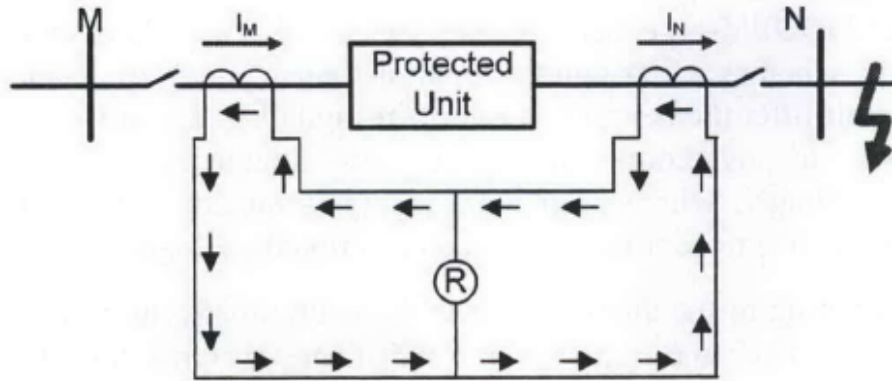 M
I_M
Protected
Unit
I_N
N
R